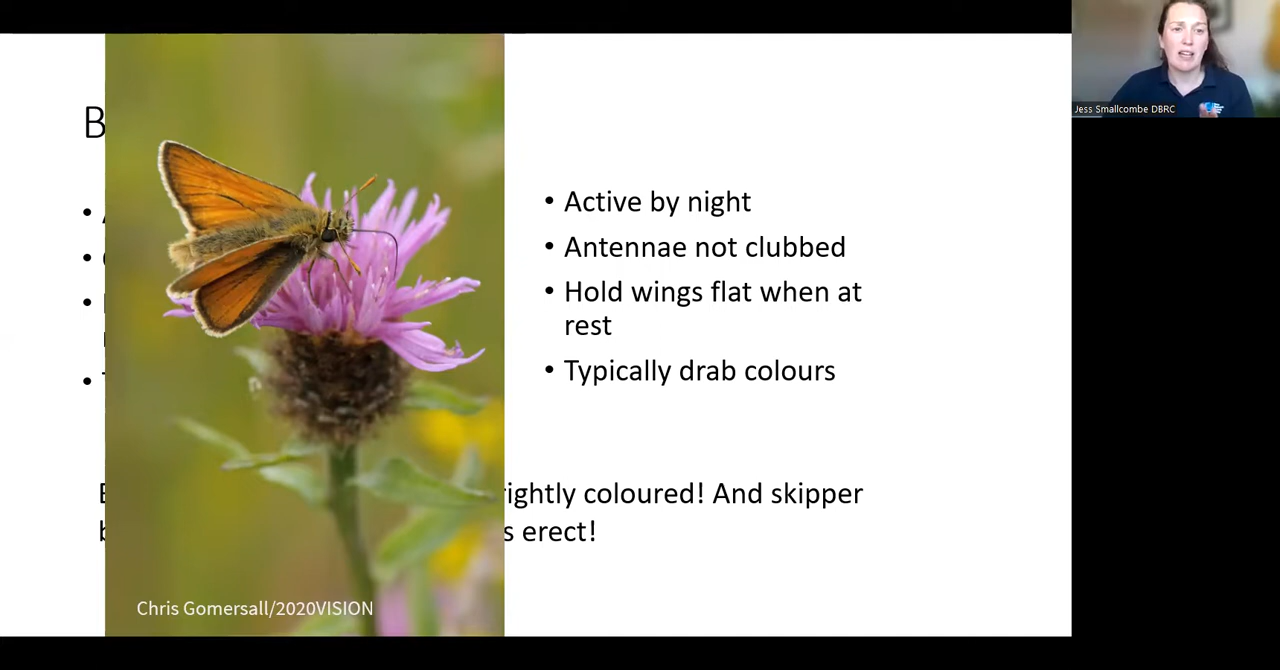 Jess Smallcombe DBRC
• Active by night
• Antennae not clubbed
• Hold wings flat when at
rest
• Typically drab colours
coloured! And skipper
erect!
Chris Gomersall/2020VISION